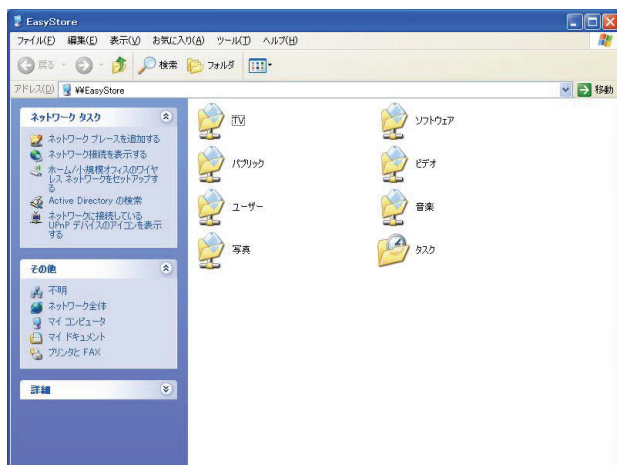 EasyStore
ファイル(F) 編集(E) 表示(V) お気に入り(A) ツール(T) ヘルプ(H)
戻る 検索 フォルダ
アドレス(D) ¥¥EasyStore 移動
ネットワーク タスク
ネットワーク プレースを追加する
ネットワーク接続を表示する
ホーム/小規模オフィスのワイヤ
レス ネットワークをセットアップす
る
Active Directory の検索
ネットワークに接続している
UPnP デバイスのアイコンを表示
する
その他
不明
ネットワーク全体
マイ コンピュータ
マイ ドキュメント
プリンタと FAX
詳細
TV ソフトウェア
パブリック ビデオ
ユーザー 音楽
写真 タスク